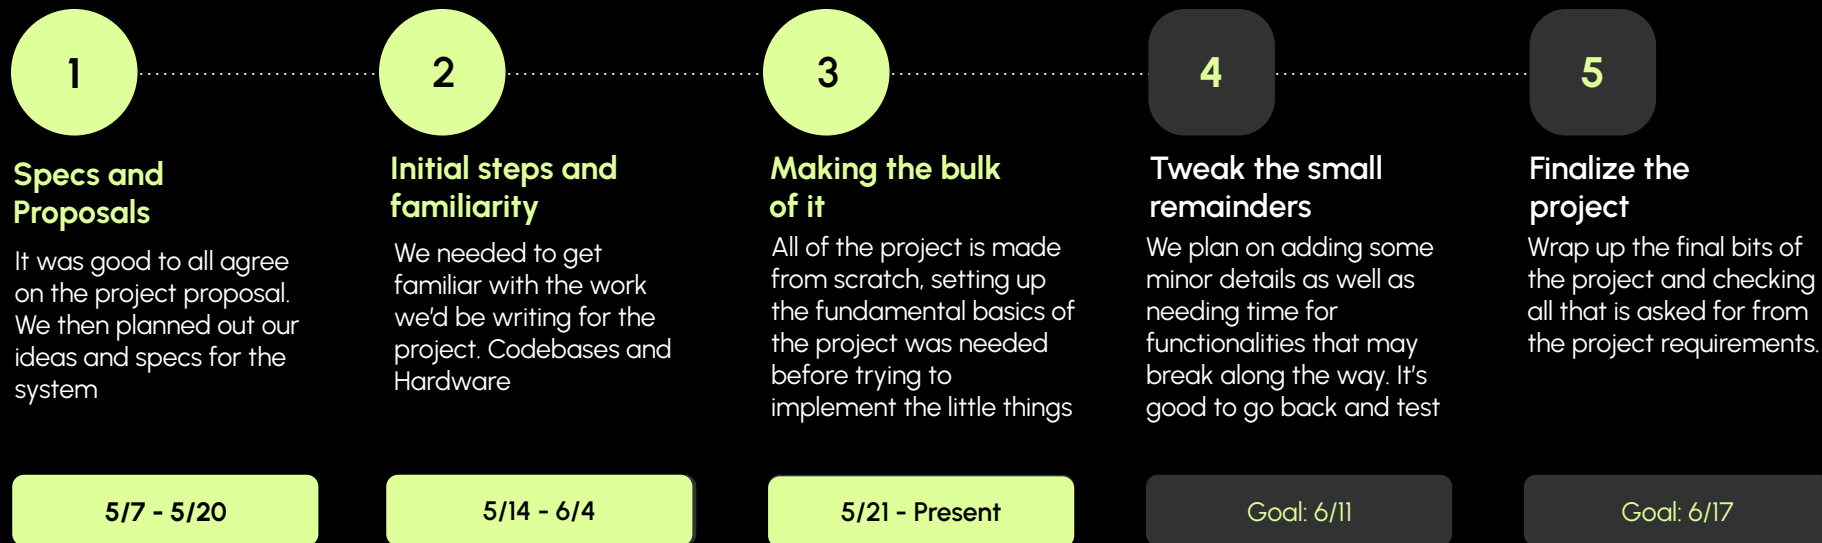 1
2
3
4
5
Specs and
Proposals
It was good to all agree
on the project proposal.
We then planned out our
ideas and specs for the
system
5/7 - 5/20
Initial steps and
familiarity
We needed to get
familiar with the work
we'd be writing for the
project. Codebases and
Hardware
5/14 - 6/4
Making the bulk
of it
All of the project is made
from scratch, setting up
the fundamental basics of
the project was needed
before trying to
implement the little things
5/21 - Present
Tweak the small
remainders
We plan on adding some
minor details as well as
needing time for
functionalities that may
break along the way. It's
good to go back and test
Goal: 6/11
Finalize the
project
Wrap up the final bits of
the project and checking
all that is asked for from
the project requirements.
Goal: 6/17